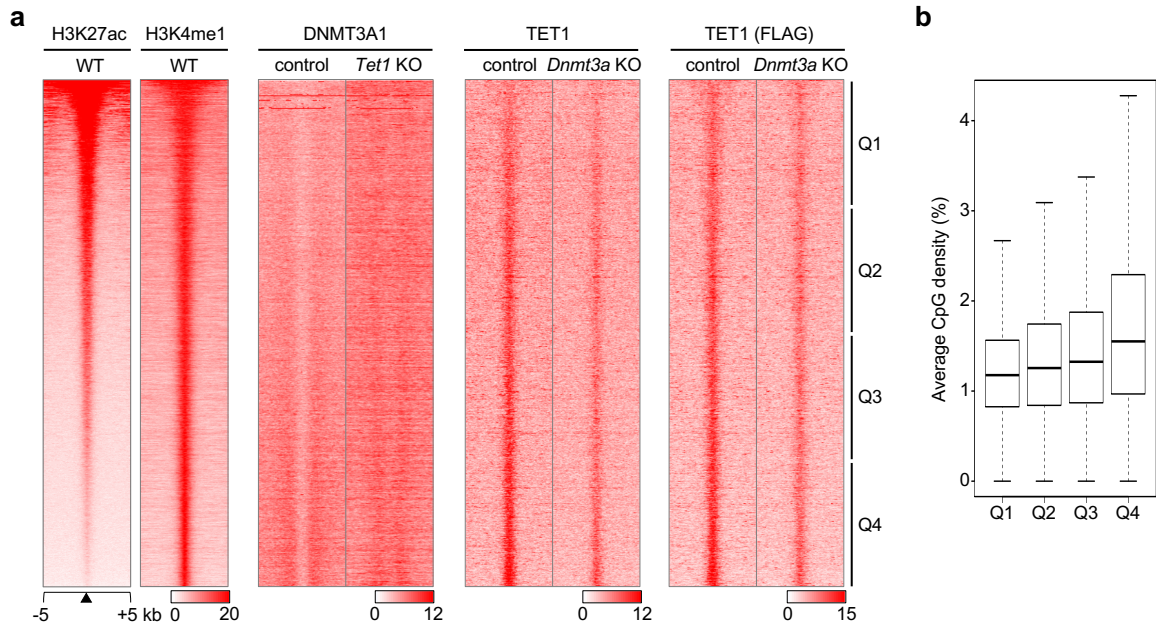 a
H3K27ac H3K4me1 DNMT3A1 TET1 TET1 (FLAG)
WT WT control Tet1 KO control Dnmt3a KO control Dnmt3a KO
Q1
Q2
Q3
Q4
-5 +5 kb 0 20 0 12 0 12 0 15
b
Average CpG density (%)
4
3
2
1
0
Q1 Q2 Q3 Q4